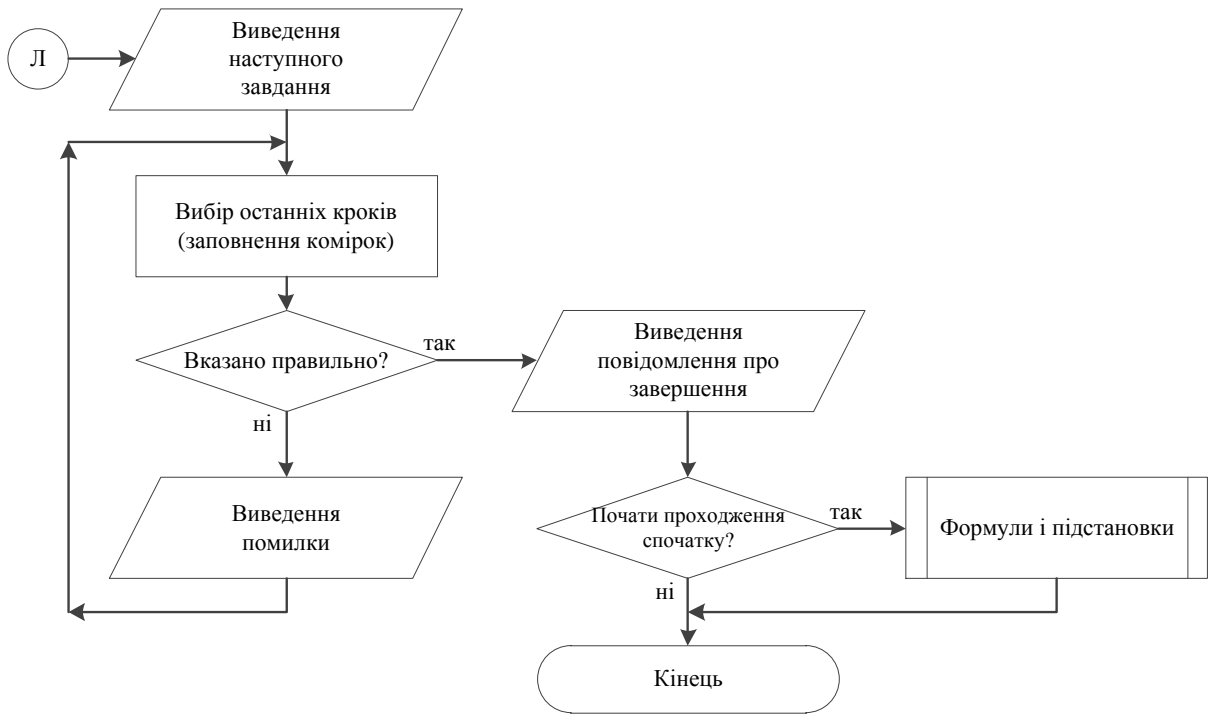 Л
Виведення
наступного
завдання
Вибір останніх кроків
(заповнення комірок)
Вказано правильно?
так
ні
Виведення
помилки
Виведення
повідомлення про
завершення
Почати проходження
спочатку?
так
ні
Формули і підстановки
Кінець